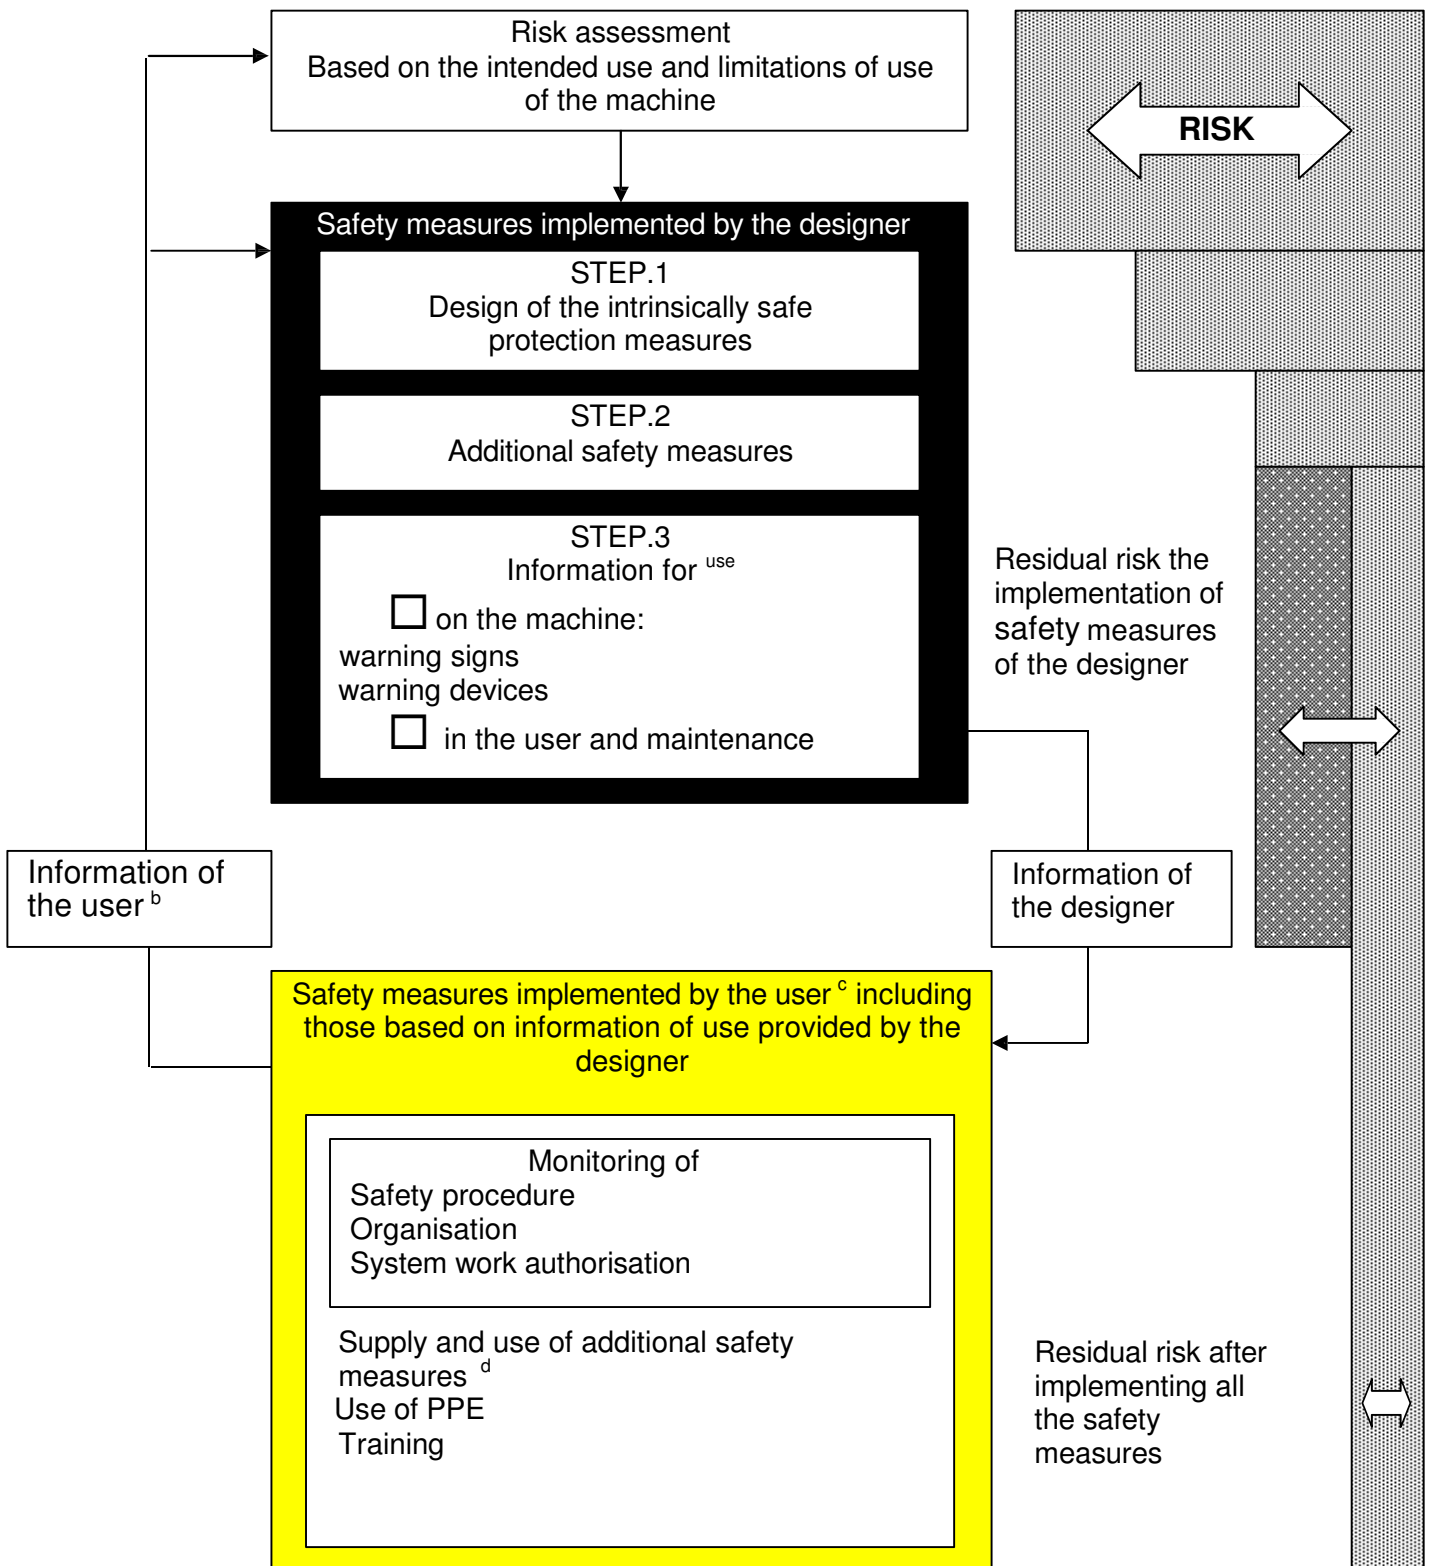 Risk assessment
Based on the intended use and limitations of use
of the machine
RISK
Safety measures implemented by the designer
STEP.1
Design of the intrinsically safe
protection measures
STEP.2
Additional safety measures
STEP.3
Information for use
on the machine:
warning signs
warning devices
in the user and maintenance
Residual risk the
implementation of
safety measures
of the designer
Information of
the user b
Information of
the designer
Safety measures implemented by the user c including
those based on information of use provided by the
designer
Monitoring of
Safety procedure
Organisation
System work authorisation
Supply and use of additional safety
measures d
Use of PPE
Training
Residual risk after
implementing all
the safety
measures